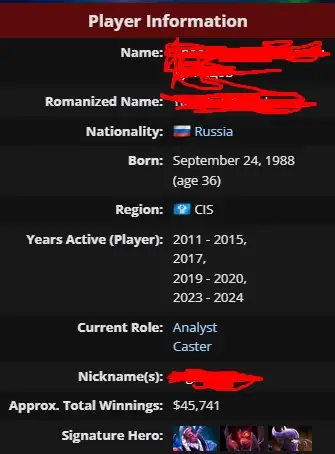 Player Information
Name:
Romanized Name:
Nationality: Russia
Born: September 24, 1988
(age 36)
Region: CIS
Years Active (Player): 2011 - 2015,
2017,
2019 - 2020,
2023 - 2024
Current Role: Analyst
Caster
Nickname(s):
Approx. Total Winnings: $45,741
Signature Hero: